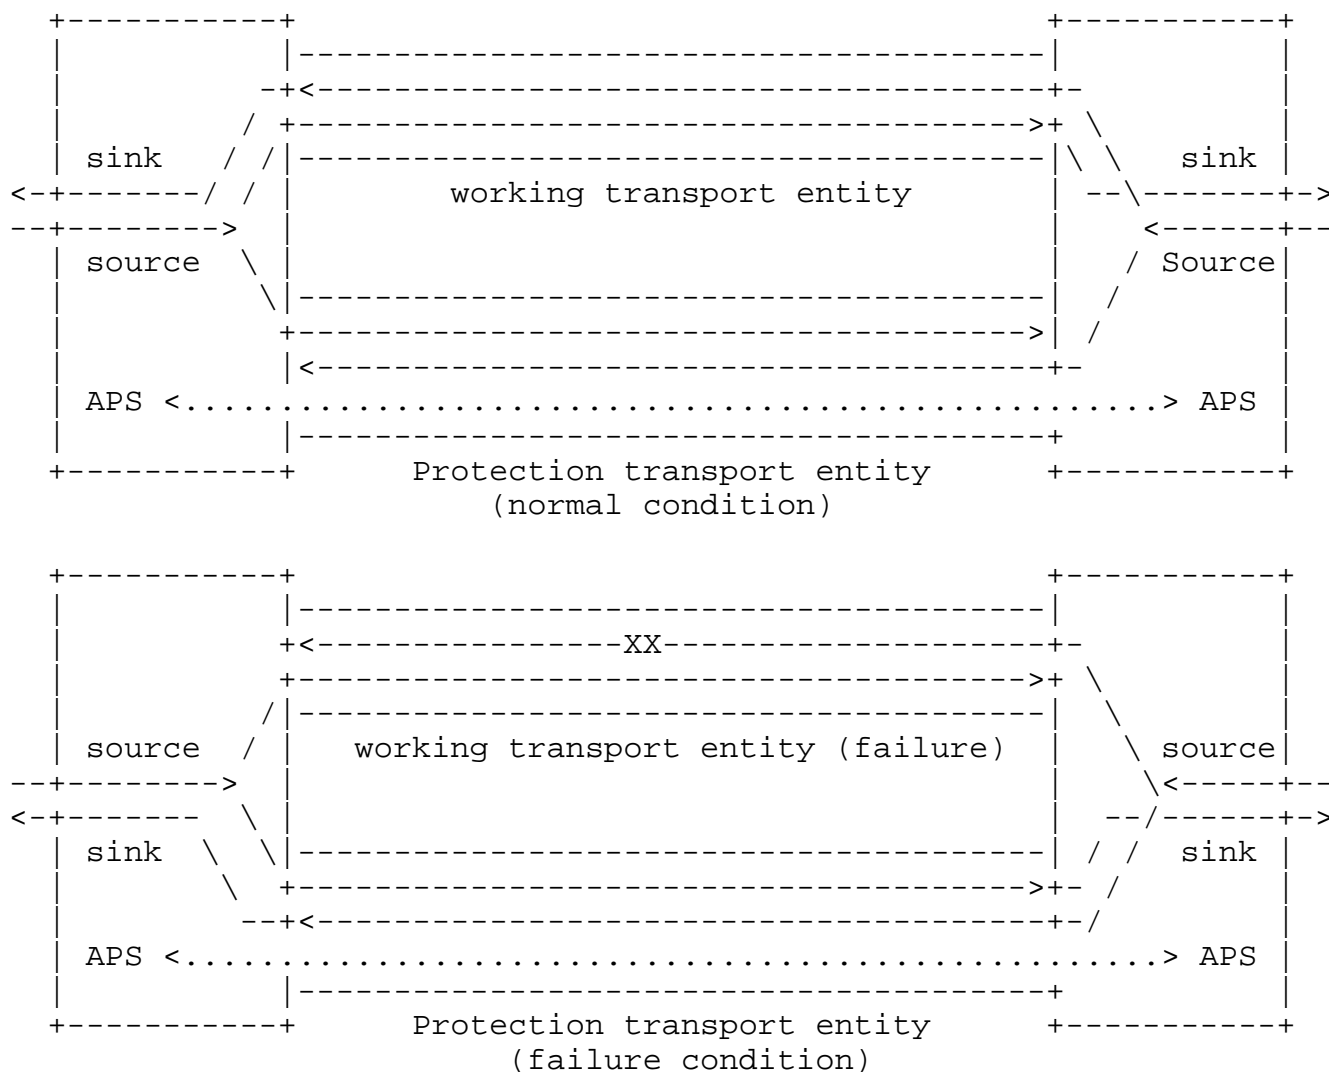 sink sink
working transport entity
source Source
APS <.....................................................> APS
Protection transport entity
(normal condition)
XX
source working transport entity (failure) source
sink sink
APS <.....................................................> APS
Protection transport entity
(failure condition)